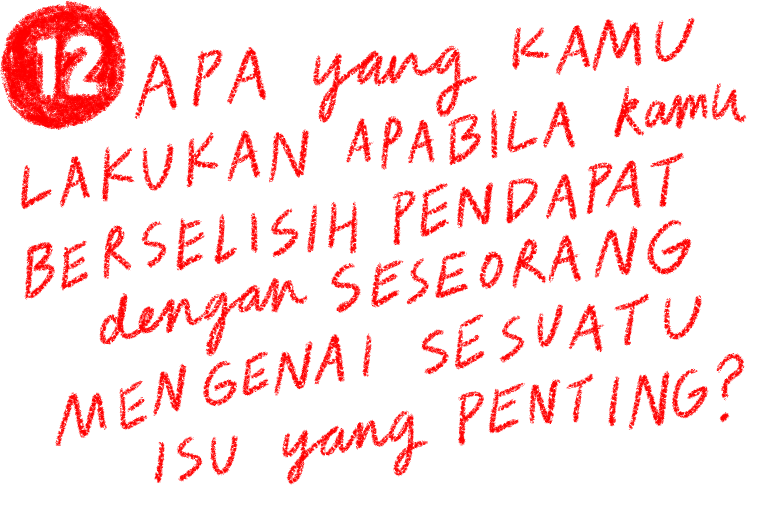 12 APA yang KAMU
LAKUKAN APABILA kamu
BERSELISIH PENDAPAT
dengan SESEORANG
MENGENAI SESUATU
ISU yang PENTING?